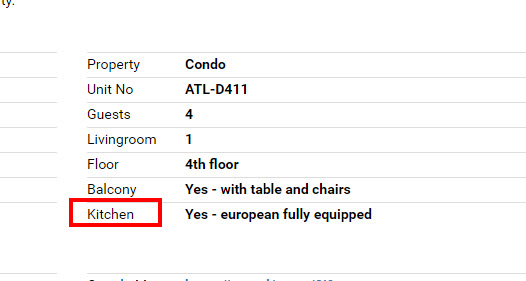 ty.
Property Condo
Unit No ATL-D411
Guests 4
Livingroom 1
Floor 4th floor
Balcony Yes - with table and chairs
Kitchen Yes - european fully equipped